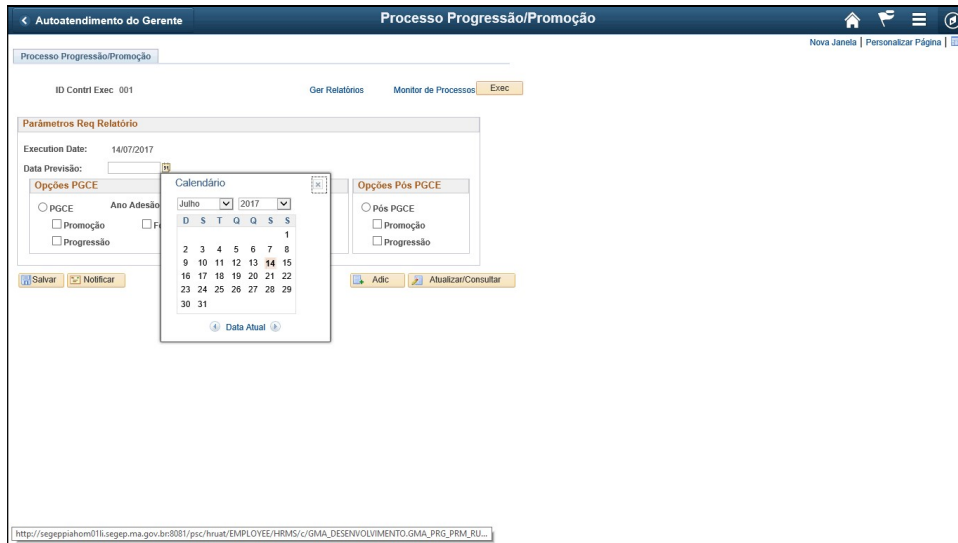 Autoatendimento do Gerente
Processo Progressão/Promoção
Nova Janela | Personalizar Página |
Processo Progressão/Promoção
ID Contrl Exec 001 Ger Relatórios Monitor de Processos Exec
Parâmetros Req Relatório
Execution Date: 14/07/2017
Data Previsão:
Opções PGCE
PGCE Ano Adesão
Promoção
Progressão
Calendário
Julho 2017
D S T Q Q S S
1
2 3 4 5 6 7 8
9 10 11 12 13 14 15
16 17 18 19 20 21 22
23 24 25 26 27 28 29
30 31
Data Atual
Opções Pós PGCE
Pós PGCE
Promoção
Progressão
Salvar Notificar Adic Atualizar/Consultar
http://segeppiahom01li.segep.ma.gov.br:8081/psc/hruat/EMPLOYEE/HRMS/c/GMA_DESENVOLVIMENTO.GMA_PRG_PRM_RU...